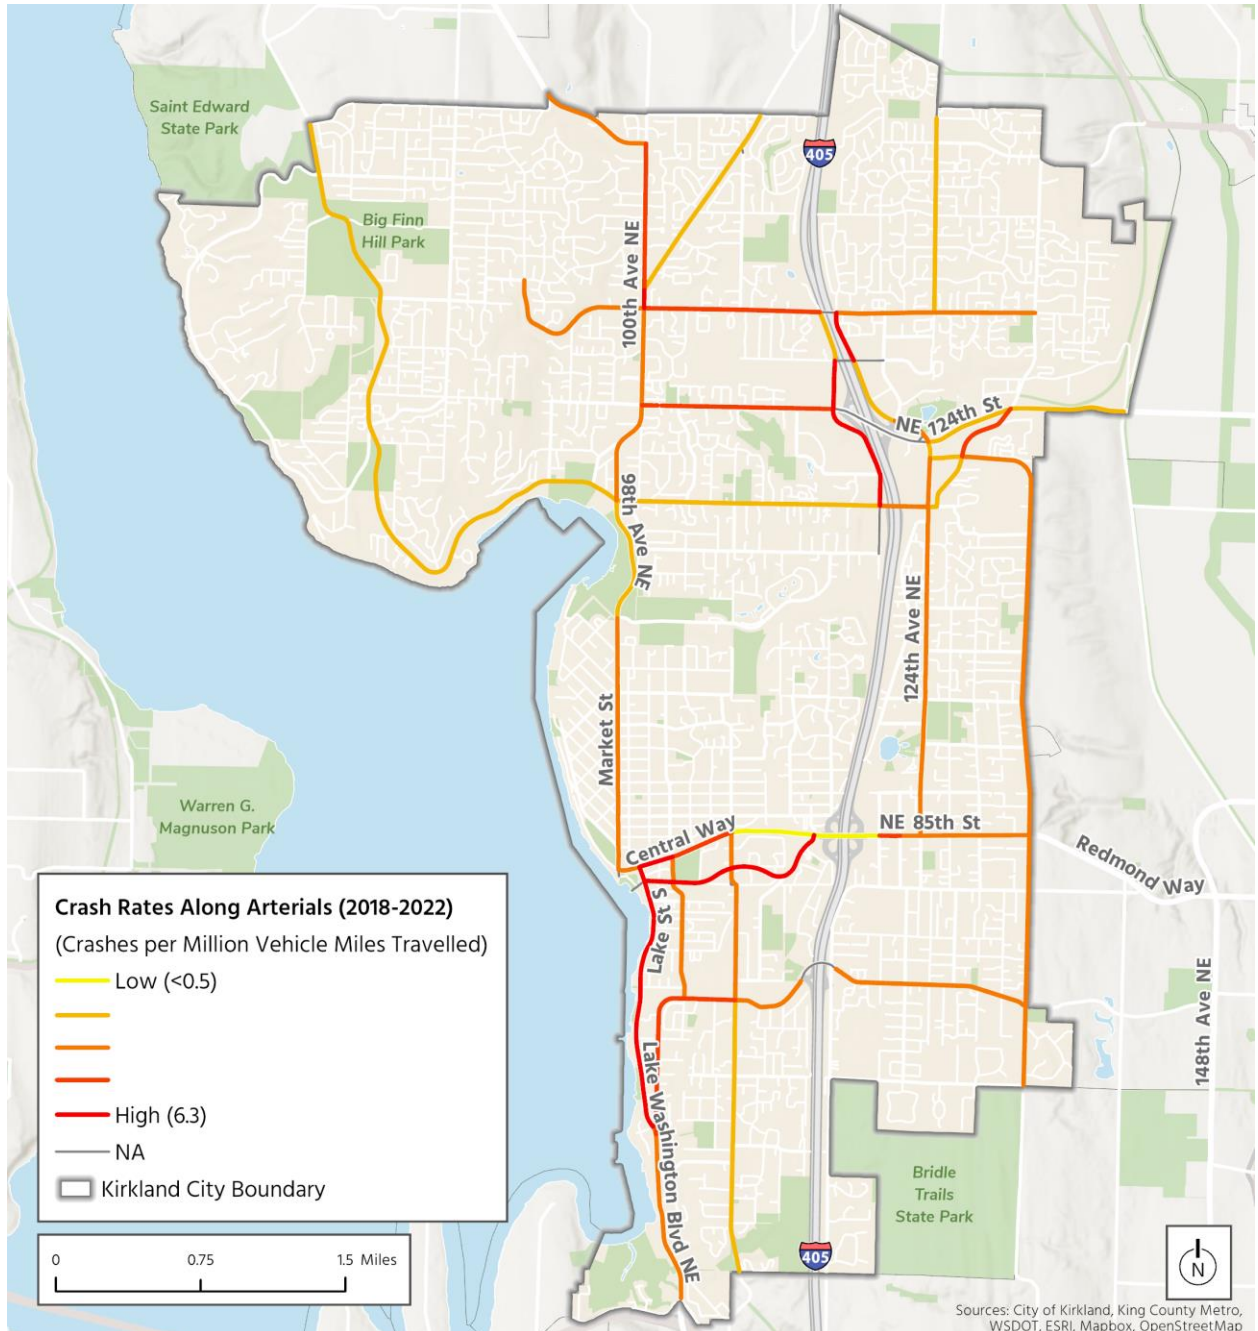 Saint Edward
State Park
405
Big Finn
Hill Park
100th Ave NE
NE 124th St
98th Ave NE
124th Ave NE
Market St
Warren G.
Magnuson Park
Central Way
NE 85th St
Redmond Way
Lake St S
148th Ave NE
Lake Washington Blvd NE
Bridle
Trails
State Park
405
Crash Rates Along Arterials (2018-2022)
(Crashes per Million Vehicle Miles Travelled)
Low (<0.5)
High (6.3)
NA
Kirkland City Boundary
0 0.75 1.5 Miles
N
Sources: City of Kirkland, King County Metro,
WSDOT, ESRI, Mapbox, OpenStreetMap